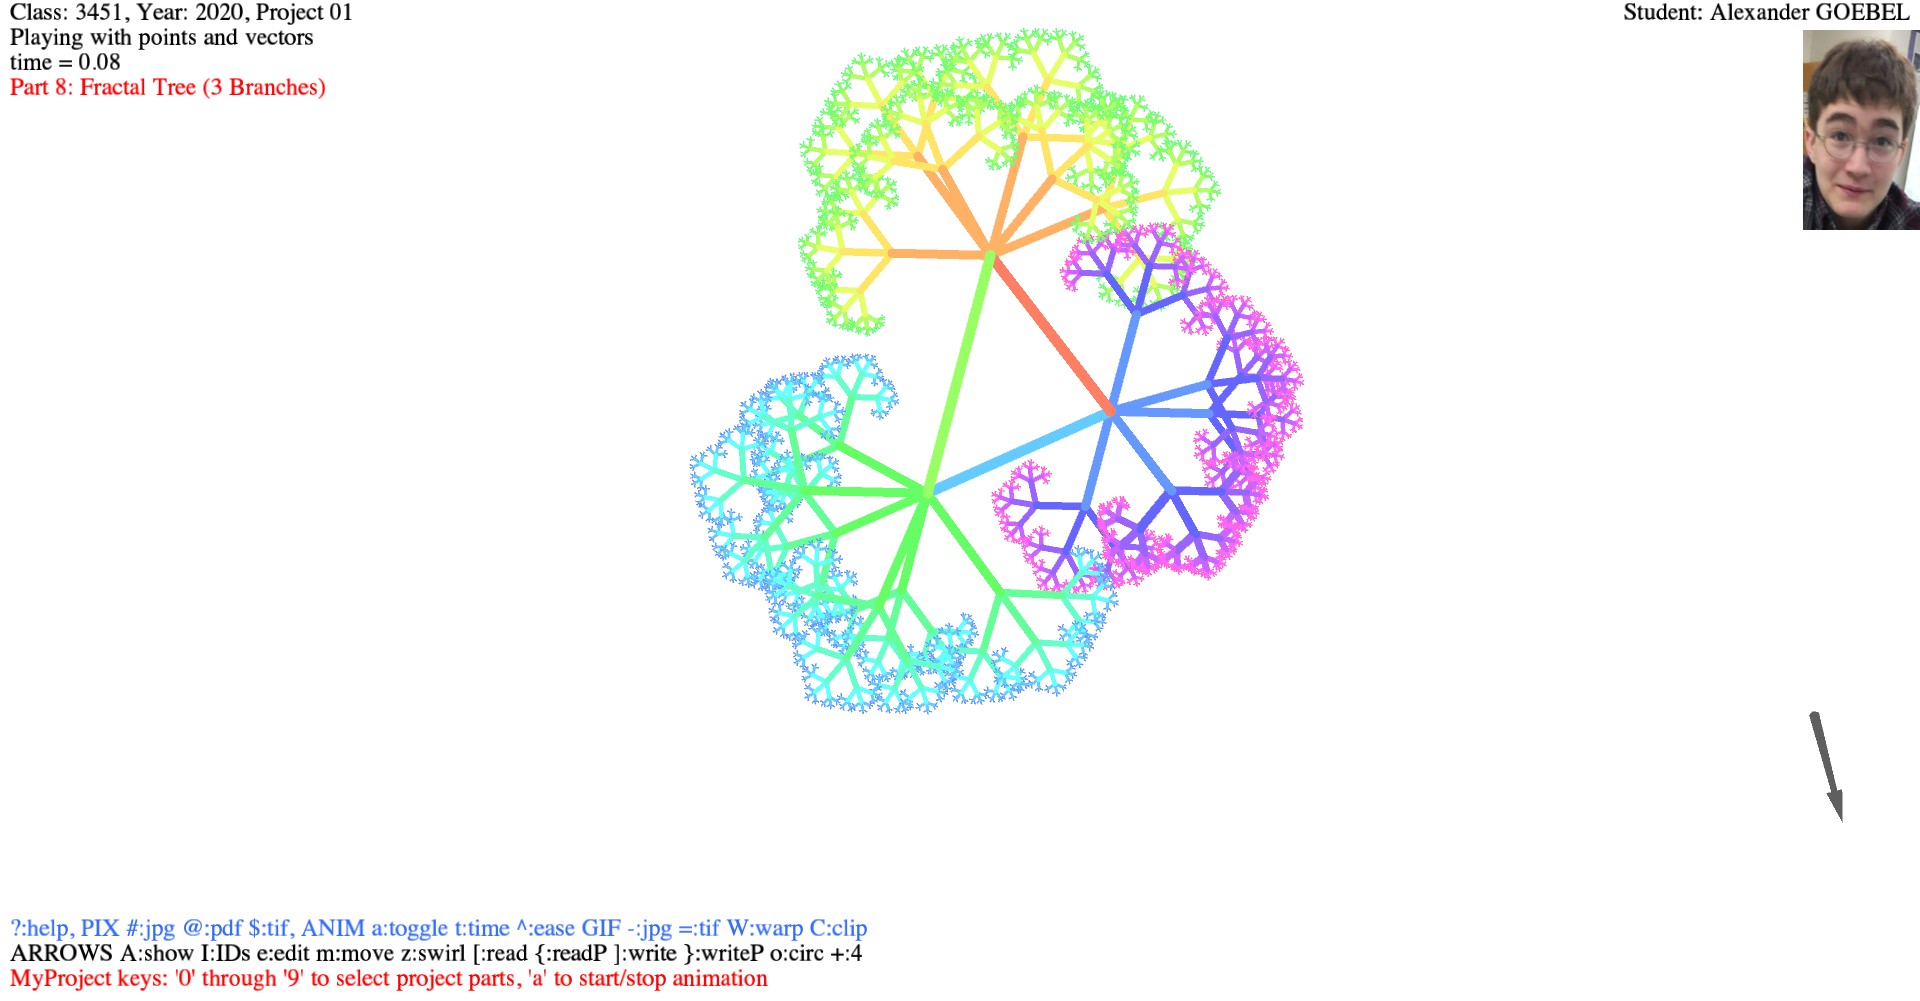 Class: 3451, Year: 2020, Project 01
Student: Alexander GOEBEL
Playing with points and vectors
time = 0.08
Part 8: Fractal Tree (3 Branches)
?:help, PIX #:jpg @:pdf $:tif, ANIM a:toggle t:time ^:ease GIF -:jpg =:tif W:warp C:clip
ARROWS A:show I:IDs e:edit m:move z:swirl [:read {:readP ]:write }:writeP o:circ +:4
MyProject keys: '0' through '9' to select project parts, 'a' to start/stop animation